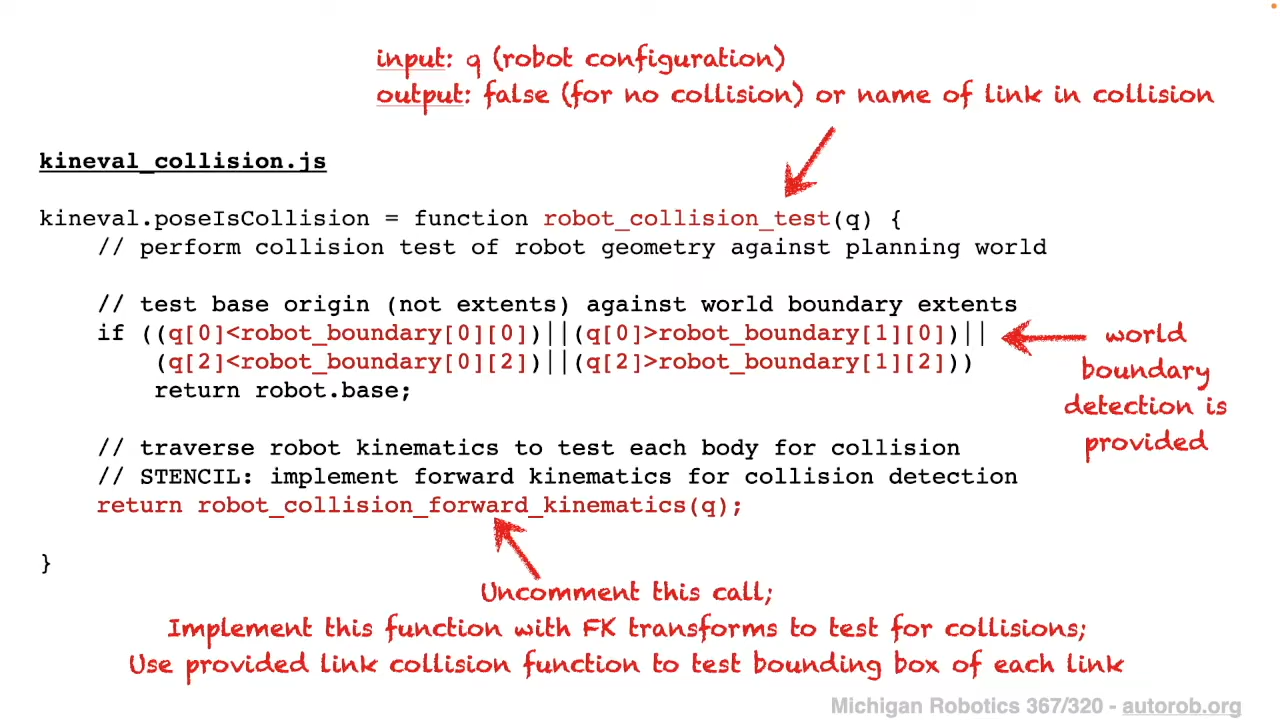 input: q (robot configuration)
output: false (for no collision) or name of link in collision
kineval_collision.js
kineval.poseIsCollision = function robot_collision_test(q) {
// perform collision test of robot geometry against planning world
// test base origin (not extents) against world boundary extents
if ((q[0]<robot_boundary[0][0])||(q[0]>robot_boundary[1][0])||
(q[2]<robot_boundary[0][2])||(q[2]>robot_boundary[1][2]))
return robot.base;
world
boundary
detection is
provided
// traverse robot kinematics to test each body for collision
// STENCIL: implement forward kinematics for collision detection
return robot_collision_forward_kinematics(q);
}
Uncomment this call;
Implement this function with FK transforms to test for collisions;
Use provided link collision function to test bounding box of each link
Michigan Robotics 367/320 - autorob.org